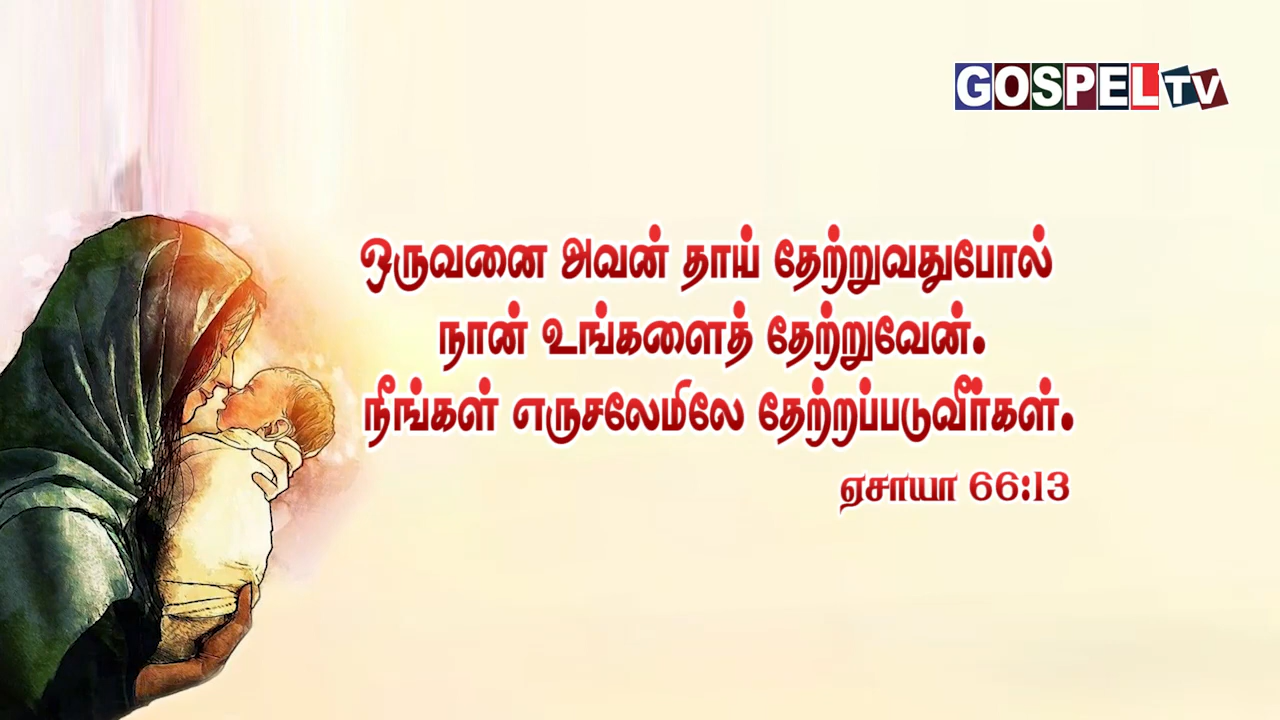 GOSPEL TV
ஒருவனை அவன் தாய் தேற்றுவதுபோல்
நான் உங்களைத் தேற்றுவேன்.
நீங்கள் எருசலேமிலே தேற்றப்படுவீர்கள்.
ஏசாயா 66:13